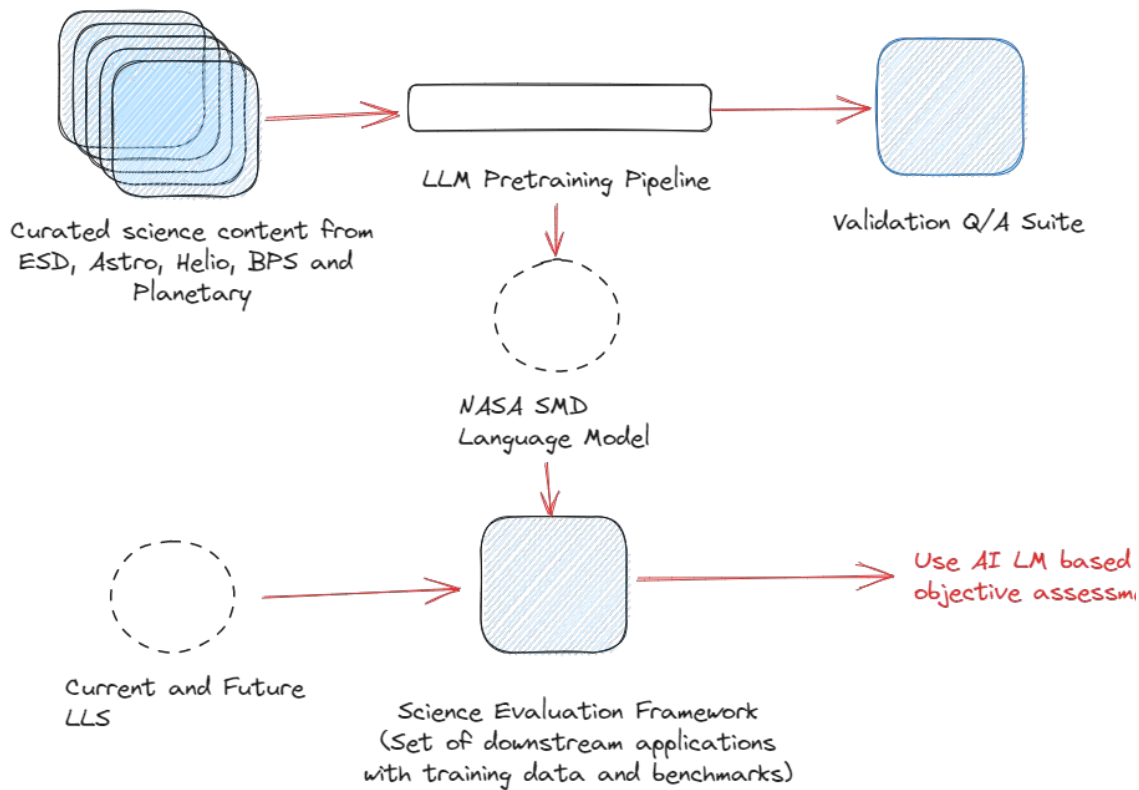 LLM Pretraining Pipeline
Curated science content from
ESD, Astro, Helio, BPS and
Planetary
Validation Q/A Suite
NASA SMD
Language Model
Use AI LM based
objective
Current and Future
LLS
Science Evaluation Framework
(Set of downstream applications
with training data and benchmarks)